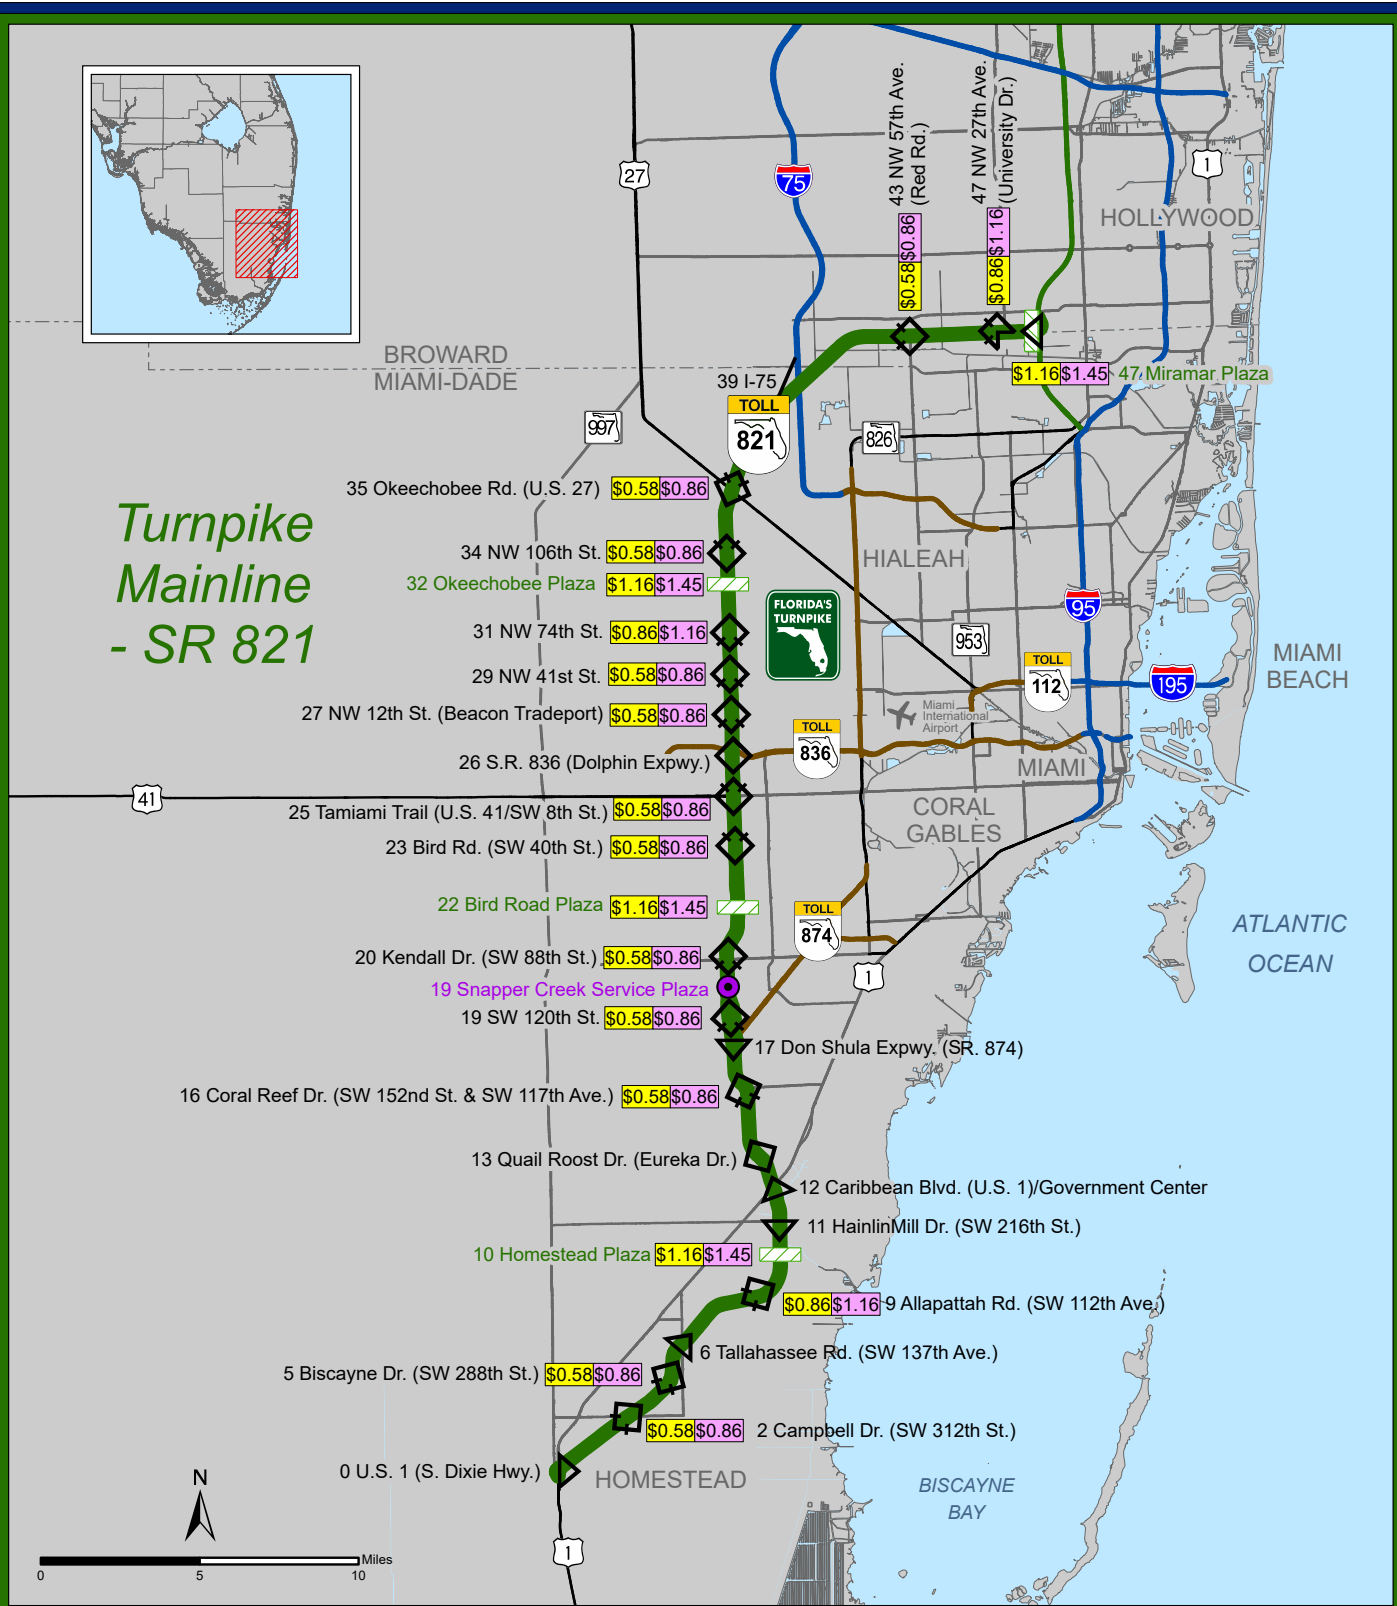 43 NW 57th Ave.
(Red Rd.)
$0.58 $0.86
47 NW 27th Ave.
(University Dr.)
$0.86 $1.16
27
75
1
HOLLYWOOD
BROWARD
MIAMI-DADE
$1.16 $1.45 47 Miramar Plaza
39 I-75
TOLL
821
997
826
Turnpike
Mainline
- SR 821
35 Okeechobee Rd. (U.S. 27) $0.58 $0.86
34 NW 106th St. $0.58 $0.86
HIALEAH
32 Okeechobee Plaza $1.16 $1.45
FLORIDA'S
TURNPIKE
95
31 NW 74th St. $0.86 $1.16
953
MIAMI
BEACH
29 NW 41st St. $0.58 $0.86
TOLL
112
195
27 NW 12th St. (Beacon Tradeport) $0.58 $0.86
Miami
International
Airport
TOLL
836
26 S.R. 836 (Dolphin Expwy.)
MIAMI
41
25 Tamiami Trail (U.S. 41/SW 8th St.) $0.58 $0.86
CORAL
GABLES
23 Bird Rd. (SW 40th St.) $0.58 $0.86
22 Bird Road Plaza $1.16 $1.45
TOLL
874
ATLANTIC
OCEAN
20 Kendall Dr. (SW 88th St.) $0.58 $0.86
1
19 Snapper Creek Service Plaza
19 SW 120th St. $0.58 $0.86
17 Don Shula Expwy. (SR. 874)
16 Coral Reef Dr. (SW 152nd St. & SW 117th Ave.) $0.58 $0.86
13 Quail Roost Dr. (Eureka Dr.)
12 Caribbean Blvd. (U.S. 1)/Government Center
11 HainlinMill Dr. (SW 216th St.)
10 Homestead Plaza $1.16 $1.45
$0.86 $1.16 9 Allapattah Rd. (SW 112th Ave.)
6 Tallahassee Rd. (SW 137th Ave.)
5 Biscayne Dr. (SW 288th St.) $0.58 $0.86
$0.58 $0.86 2 Campbell Dr. (SW 312th St.)
0 U.S. 1 (S. Dixie Hwy.)
HOMESTEAD
BISCAYNE
BAY
N
1
Miles
0 5 10